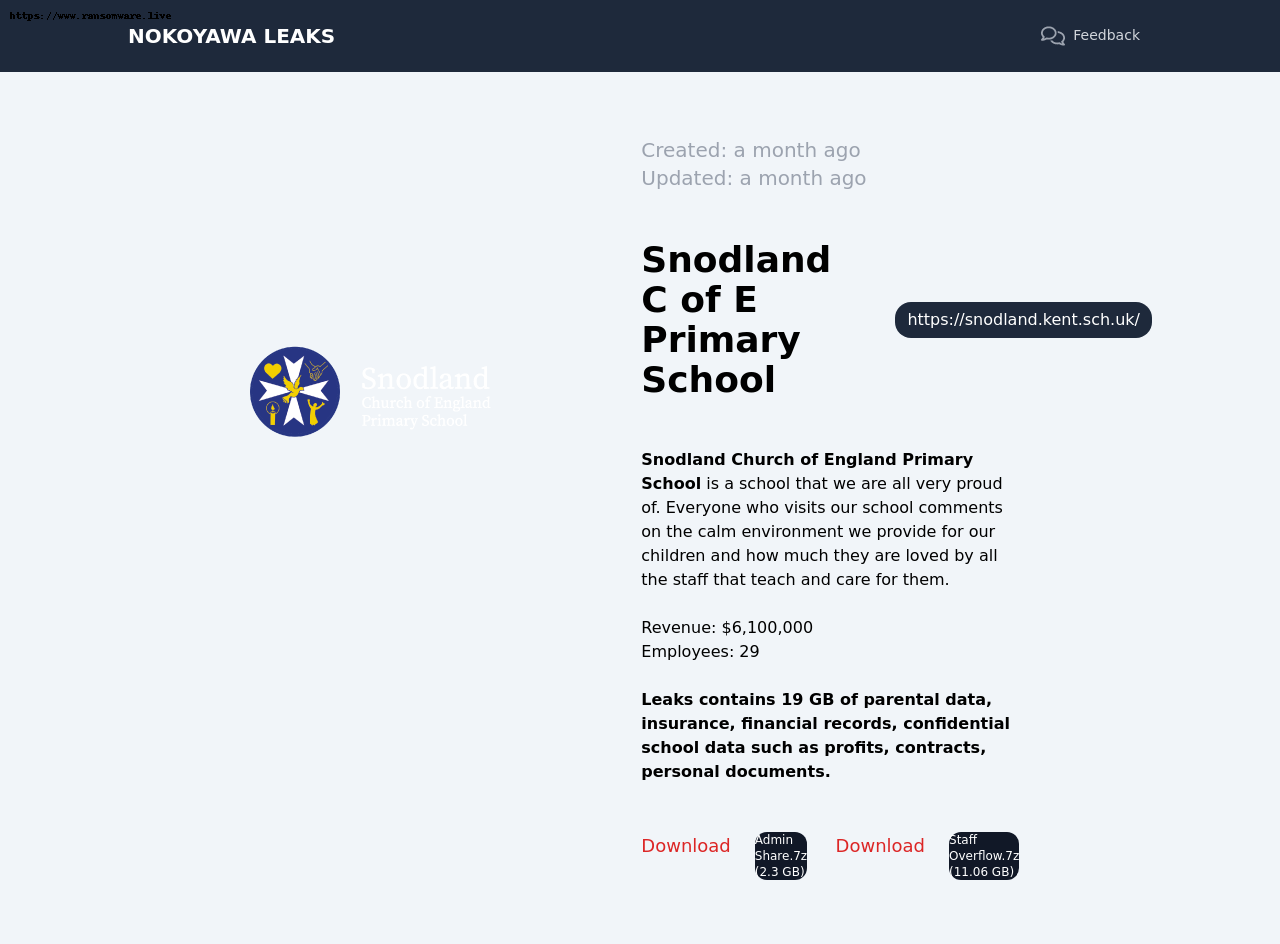 https://www.ransomware.live
NOKOYAWA LEAKS
Feedback
Created: a month ago
Updated: a month ago
Snodland
C of E
Primary
School
https://snodland.kent.sch.uk/
Snodland
Church of England
Primary School
Snodland Church of England Primary
School is a school that we are all very proud
of. Everyone who visits our school comments
on the calm environment we provide for our
children and how much they are loved by all
the staff that teach and care for them.
Revenue: $6,100,000
Employees: 29
Leaks contains 19 GB of parental data,
insurance, financial records, confidential
school data such as profits, contracts,
personal documents.
Download
Admin
Share.7z
(2.3 GB)
Download
Staff
Overflow.7z
(11.06 GB)